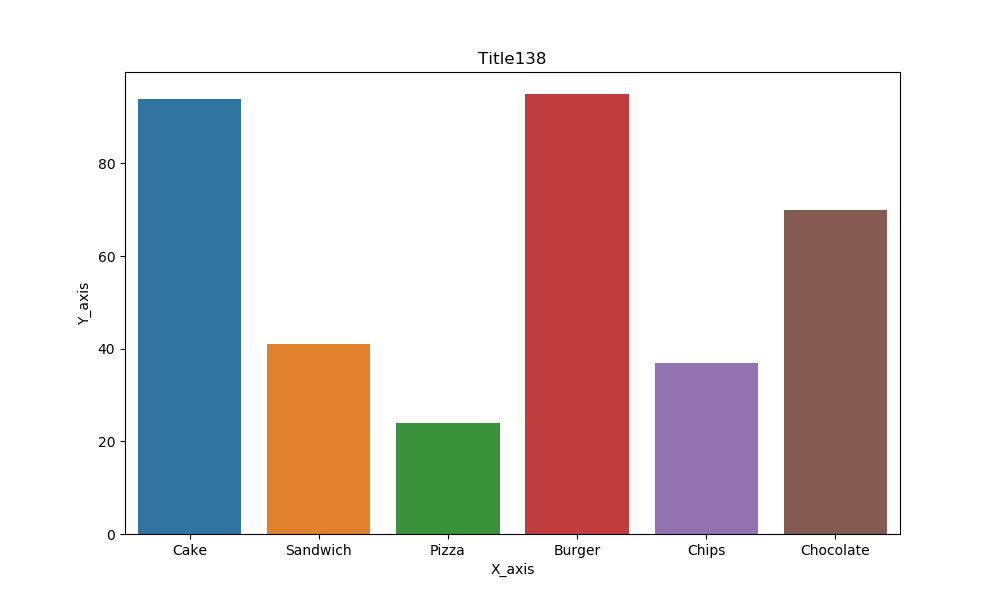 Title138
Y_axis
80
60
40
20
0
Cake Sandwich Pizza Burger Chips Chocolate
X_axis